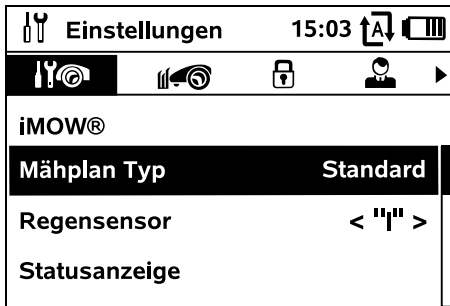 Einstellungen 15:03 A
iMOW®
Mähplan Typ Standard
Regensensor < "I" >
Statusanzeige